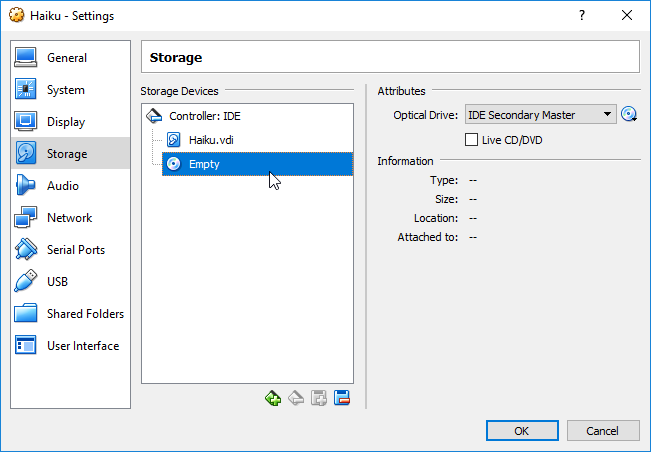 Haiku - Settings
General
System
Display
Storage
Audio
Network
Serial Ports
USB
Shared Folders
User Interface
Storage
Storage Devices
Controller: IDE
Haiku.vdi
Empty
Attributes
Optical Drive: IDE Secondary Master
Live CD/DVD
Information
Type: --
Size: --
Location: --
Attached to: --
OK Cancel